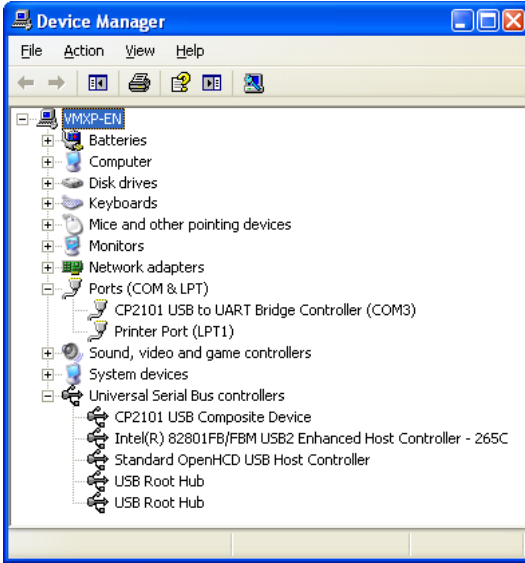 Device Manager
File Action View Help
VMXP-EN
Batteries
Computer
Disk drives
Keyboards
Mice and other pointing devices
Monitors
Network adapters
Ports (COM & LPT)
CP2101 USB to UART Bridge Controller (COM3)
Printer Port (LPT1)
Sound, video and game controllers
System devices
Universal Serial Bus controllers
CP2101 USB Composite Device
Intel(R) 82801FB/FBM USB2 Enhanced Host Controller - 265C
Standard OpenHCD USB Host Controller
USB Root Hub
USB Root Hub